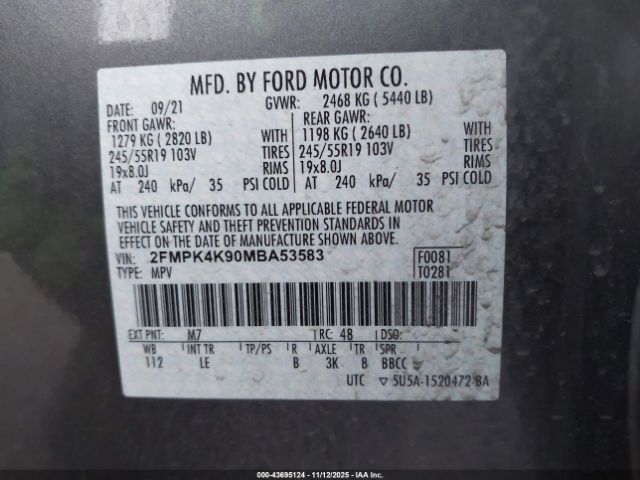 MFD. BY FORD MOTOR CO.
DATE: 09/21 GVWR: 2468 KG ( 5440 LB)
FRONT GAWR: REAR GAWR:
1279 KG ( 2820 LB) WITH 1198 KG ( 2640 LB) WITH
245/55R19 103V TIRES 245/55R19 103V TIRES
19x8.0J RIMS 19x8.0J RIMS
AT 240 kPa/ 35 PSI COLD AT 240 kPa/ 35 PSI COLD
THIS VEHICLE CONFORMS TO ALL APPLICABLE FEDERAL MOTOR
VEHICLE SAFETY AND THEFT PREVENTION STANDARDS IN
EFFECT ON THE DATE OF MANUFACTURE SHOWN ABOVE.
VIN: 2FMPK4K90MBA53583 F0081
TYPE: MPV T0281
EXT PNT: M7 RC: 48 DSO:
WB INT TR TP/PS R AXLE TR SPR
112 LE B 3K 8 BBCC
UTC ▽5U5A-1520472-BA
000-43695124 - 11/12/2025 - IAAI.com